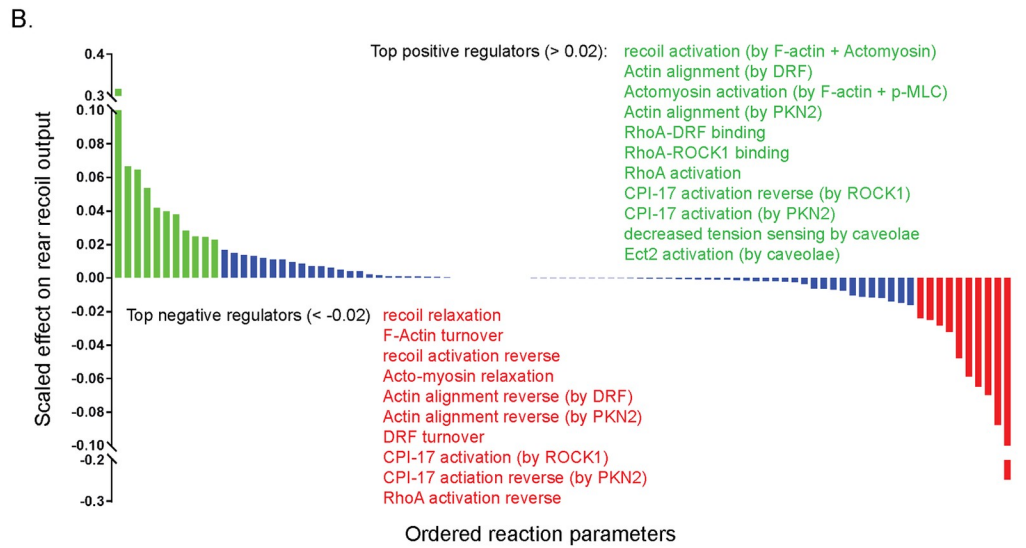 B.
Top positive regulators (> 0.02):
recoil activation (by F-actin + Actomyosin)
Actin alignment (by DRF)
Actomyosin activation (by F-actin + p-MLC)
Actin alignment (by PKN2)
RhoA-DRF binding
RhoA-ROCK1 binding
RhoA activation
CPI-17 activation reverse (by ROCK1)
CPI-17 activation (by PKN2)
decreased tension sensing by caveolae
Ect2 activation (by caveolae)
Scaled effect on rear recoil output
0.4
0.3
0.10
0.08
0.06
0.04
0.02
0.00
-0.02
-0.04
-0.06
-0.08
-0.10
-0.2
-0.3
Top negative regulators (< -0.02)
recoil relaxation
F-Actin turnover
recoil activation reverse
Acto-myosin relaxation
Actin alignment reverse (by DRF)
Actin alignment reverse (by PKN2)
DRF turnover
CPI-17 activation (by ROCK1)
CPI-17 actiation reverse (by PKN2)
RhoA activation reverse
Ordered reaction parameters